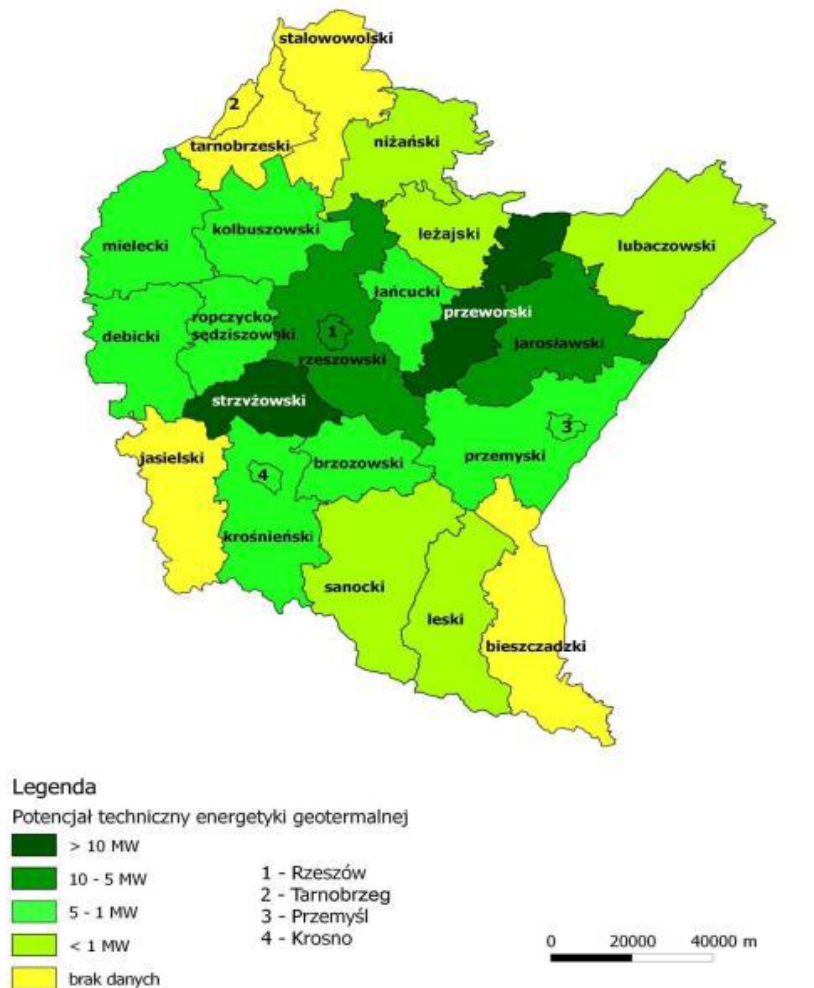 stalowowolski
2
tarnobrzeski
niżański
kolbuszowski
mielecki
leżajski
lubaczowski
łańcucki
ropczycko-
sędziszowski
debicki
przeworski
1
rzeszowski
jarosławski
strzyżowski
3
jasielski
4
brzozowski
przemyski
krośnieński
sanocki
leski
bieszczadzki
Legenda
Potencjał techniczny energetyki geotermalnej
> 10 MW
10 - 5 MW
5 - 1 MW
< 1 MW
brak danych
1 - Rzeszów
2 - Tarnobrzeg
3 - Przemyśl
4 - Krosno
0 20000 40000 m